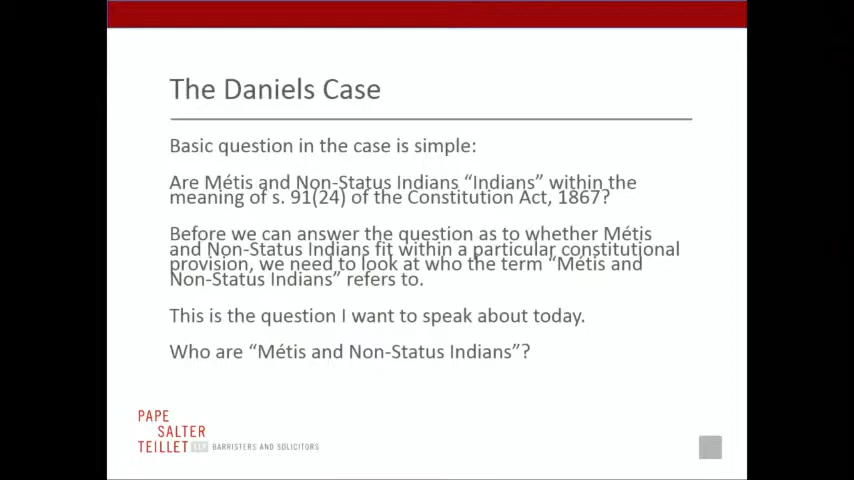 The Daniels Case
Basic question in the case is simple:
Are Métis and Non-Status Indians “Indians” within the
meaning of s. 91(24) of the Constitution Act, 1867?
Before we can answer the question as to whether Métis
and Non-Status Indians fit within a particular constitutional
provision, we need to look at who the term “Métis and
Non-Status Indians” refers to.
This is the question I want to speak about today.
Who are “Métis and Non-Status Indians”?
PAPE
SALTER
TEILLET LLP BARRISTERS AND SOLICITORS